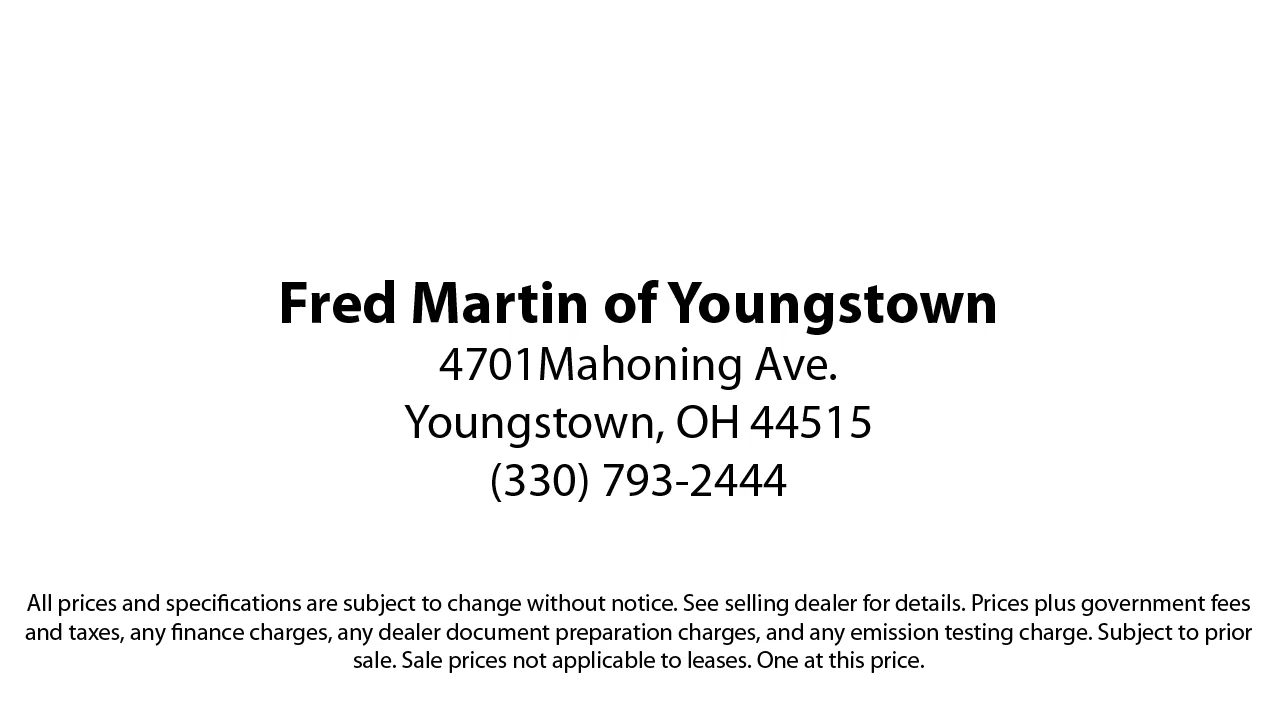 Fred Martin of Youngstown
4701Mahoning Ave.
Youngstown, OH 44515
(330) 793-2444
All prices and specifications are subject to change without notice. See selling dealer for details. Prices plus government fees
and taxes, any finance charges, any dealer document preparation charges, and any emission testing charge. Subject to prior
sale. Sale prices not applicable to leases. One at this price.